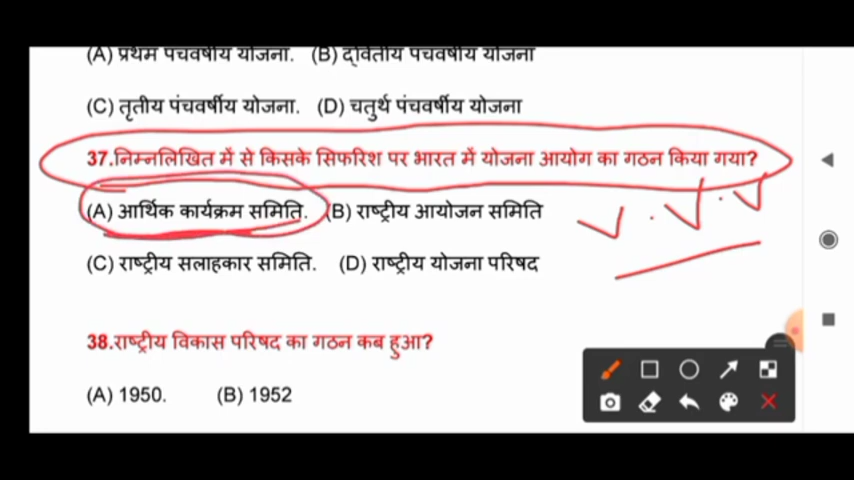 (A) प्रथम पंचवर्षीय योजना. (B) द्वितीय पंचवर्षीय योजना
(C) तृतीय पंचवर्षीय योजना. (D) चतुर्थ पंचवर्षीय योजना
37.निम्नलिखित में से किसके सिफरिश पर भारत में योजना आयोग का गठन किया गया?
(A) आर्थिक कार्यक्रम समिति. (B) राष्ट्रीय आयोजन समिति
(C) राष्ट्रीय सलाहकार समिति. (D) राष्ट्रीय योजना परिषद
38.राष्ट्रीय विकास परिषद का गठन कब हुआ?
(A) 1950. (B) 1952